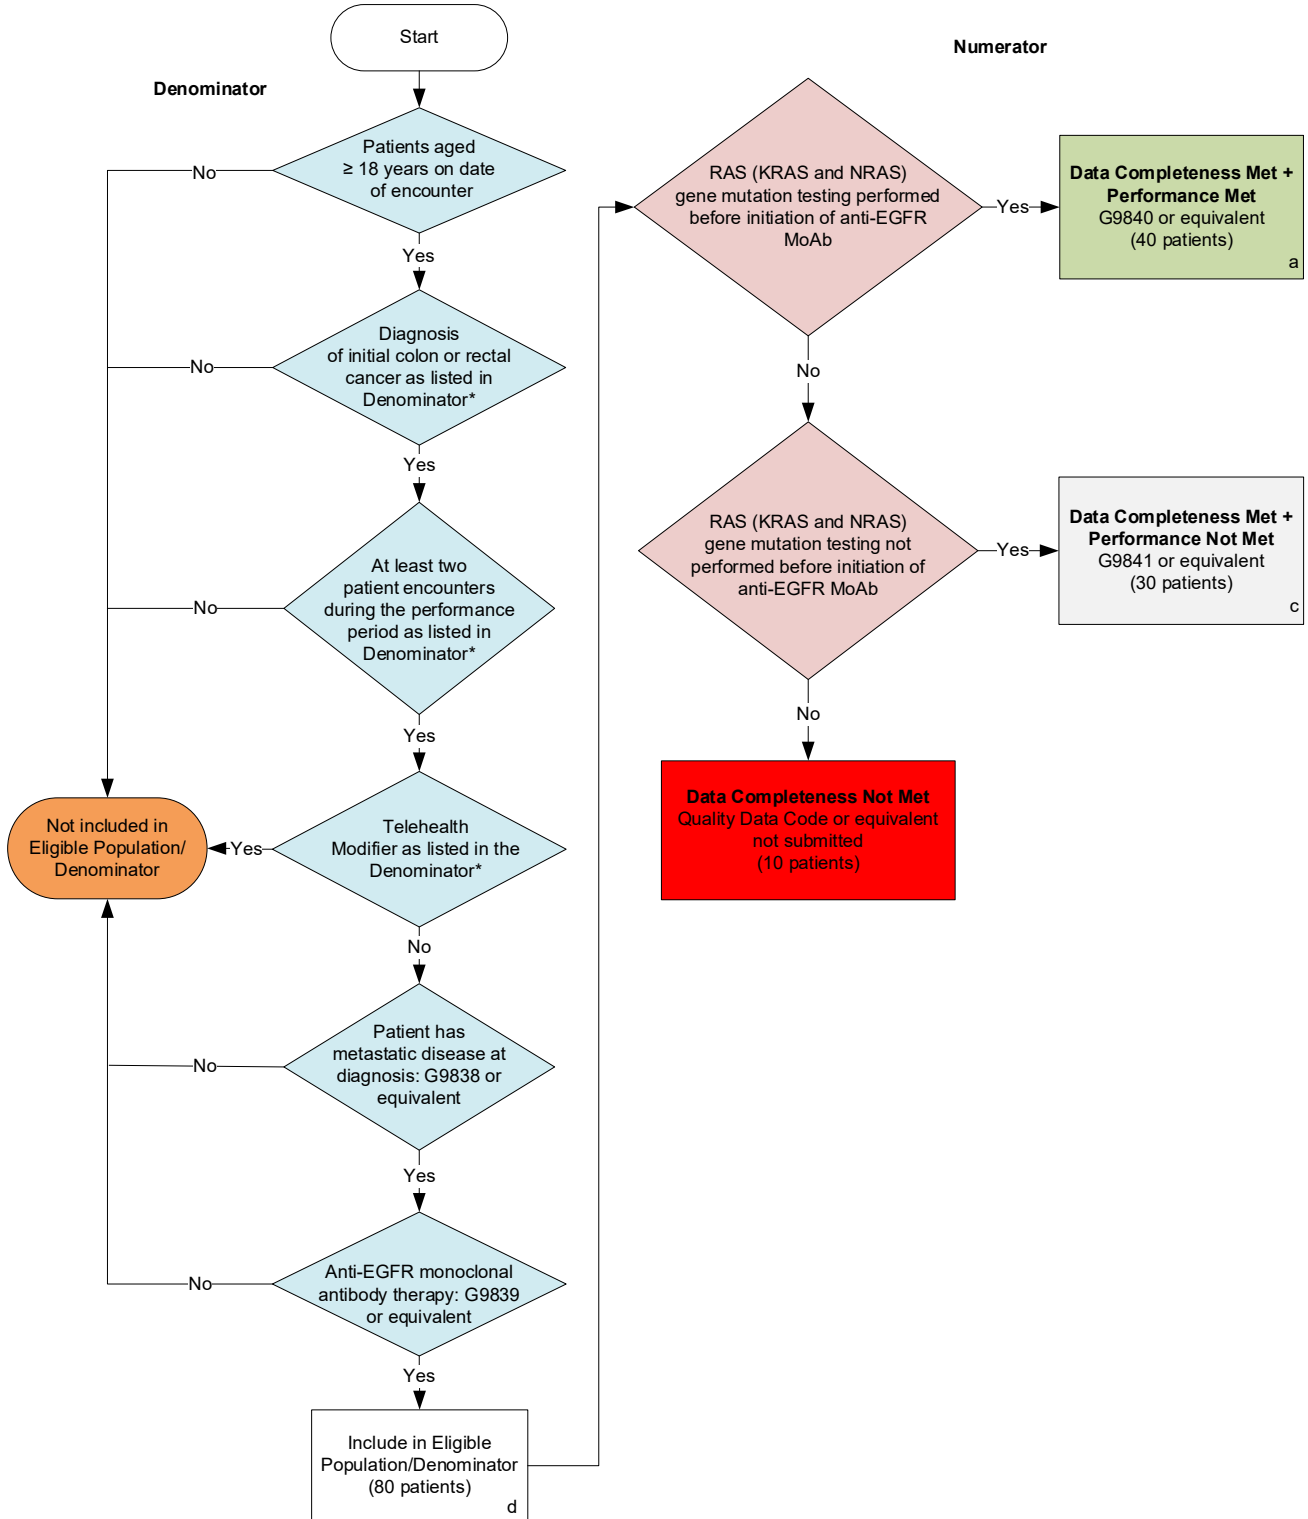 Start
Denominator
Patients aged
≥ 18 years on date
of encounter
No
Yes
Diagnosis
of initial colon or rectal
cancer as listed in
Denominator*
No
Yes
At least two
patient encounters
during the performance
period as listed in
Denominator*
No
Yes
Telehealth
Modifier as listed in the
Denominator*
Yes
Not included in
Eligible Population/
Denominator
No
Patient has
metastatic disease at
diagnosis: G9838 or
equivalent
No
Yes
Anti-EGFR monoclonal
antibody therapy: G9839
or equivalent
No
Yes
Include in Eligible
Population/Denominator
(80 patients)
d
Numerator
RAS (KRAS and NRAS)
gene mutation testing performed
before initiation of anti-EGFR
MoAb
Yes
Data Completeness Met +
Performance Met
G9840 or equivalent
(40 patients)
a
No
RAS (KRAS and NRAS)
gene mutation testing not
performed before initiation of
anti-EGFR MoAb
Yes
Data Completeness Met +
Performance Not Met
G9841 or equivalent
(30 patients)
c
No
Data Completeness Not Met
Quality Data Code or equivalent
not submitted
(10 patients)